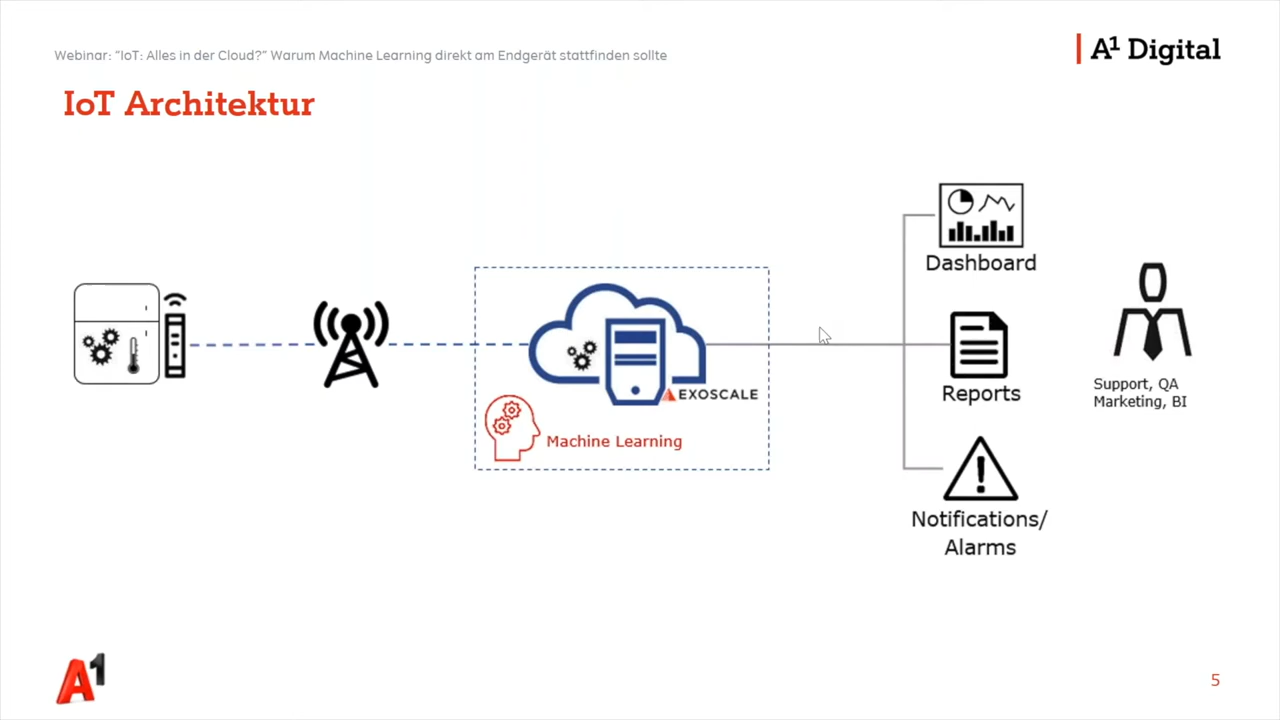 Webinar: "IoT: Alles in der Cloud?" Warum Machine Learning direkt am Endgerät stattfinden sollte
A¹ Digital
IoT Architektur
Dashboard
EXOSCALE
Machine Learning
Reports
Support, QA
Marketing, BI
Notifications/
Alarms
A1
5